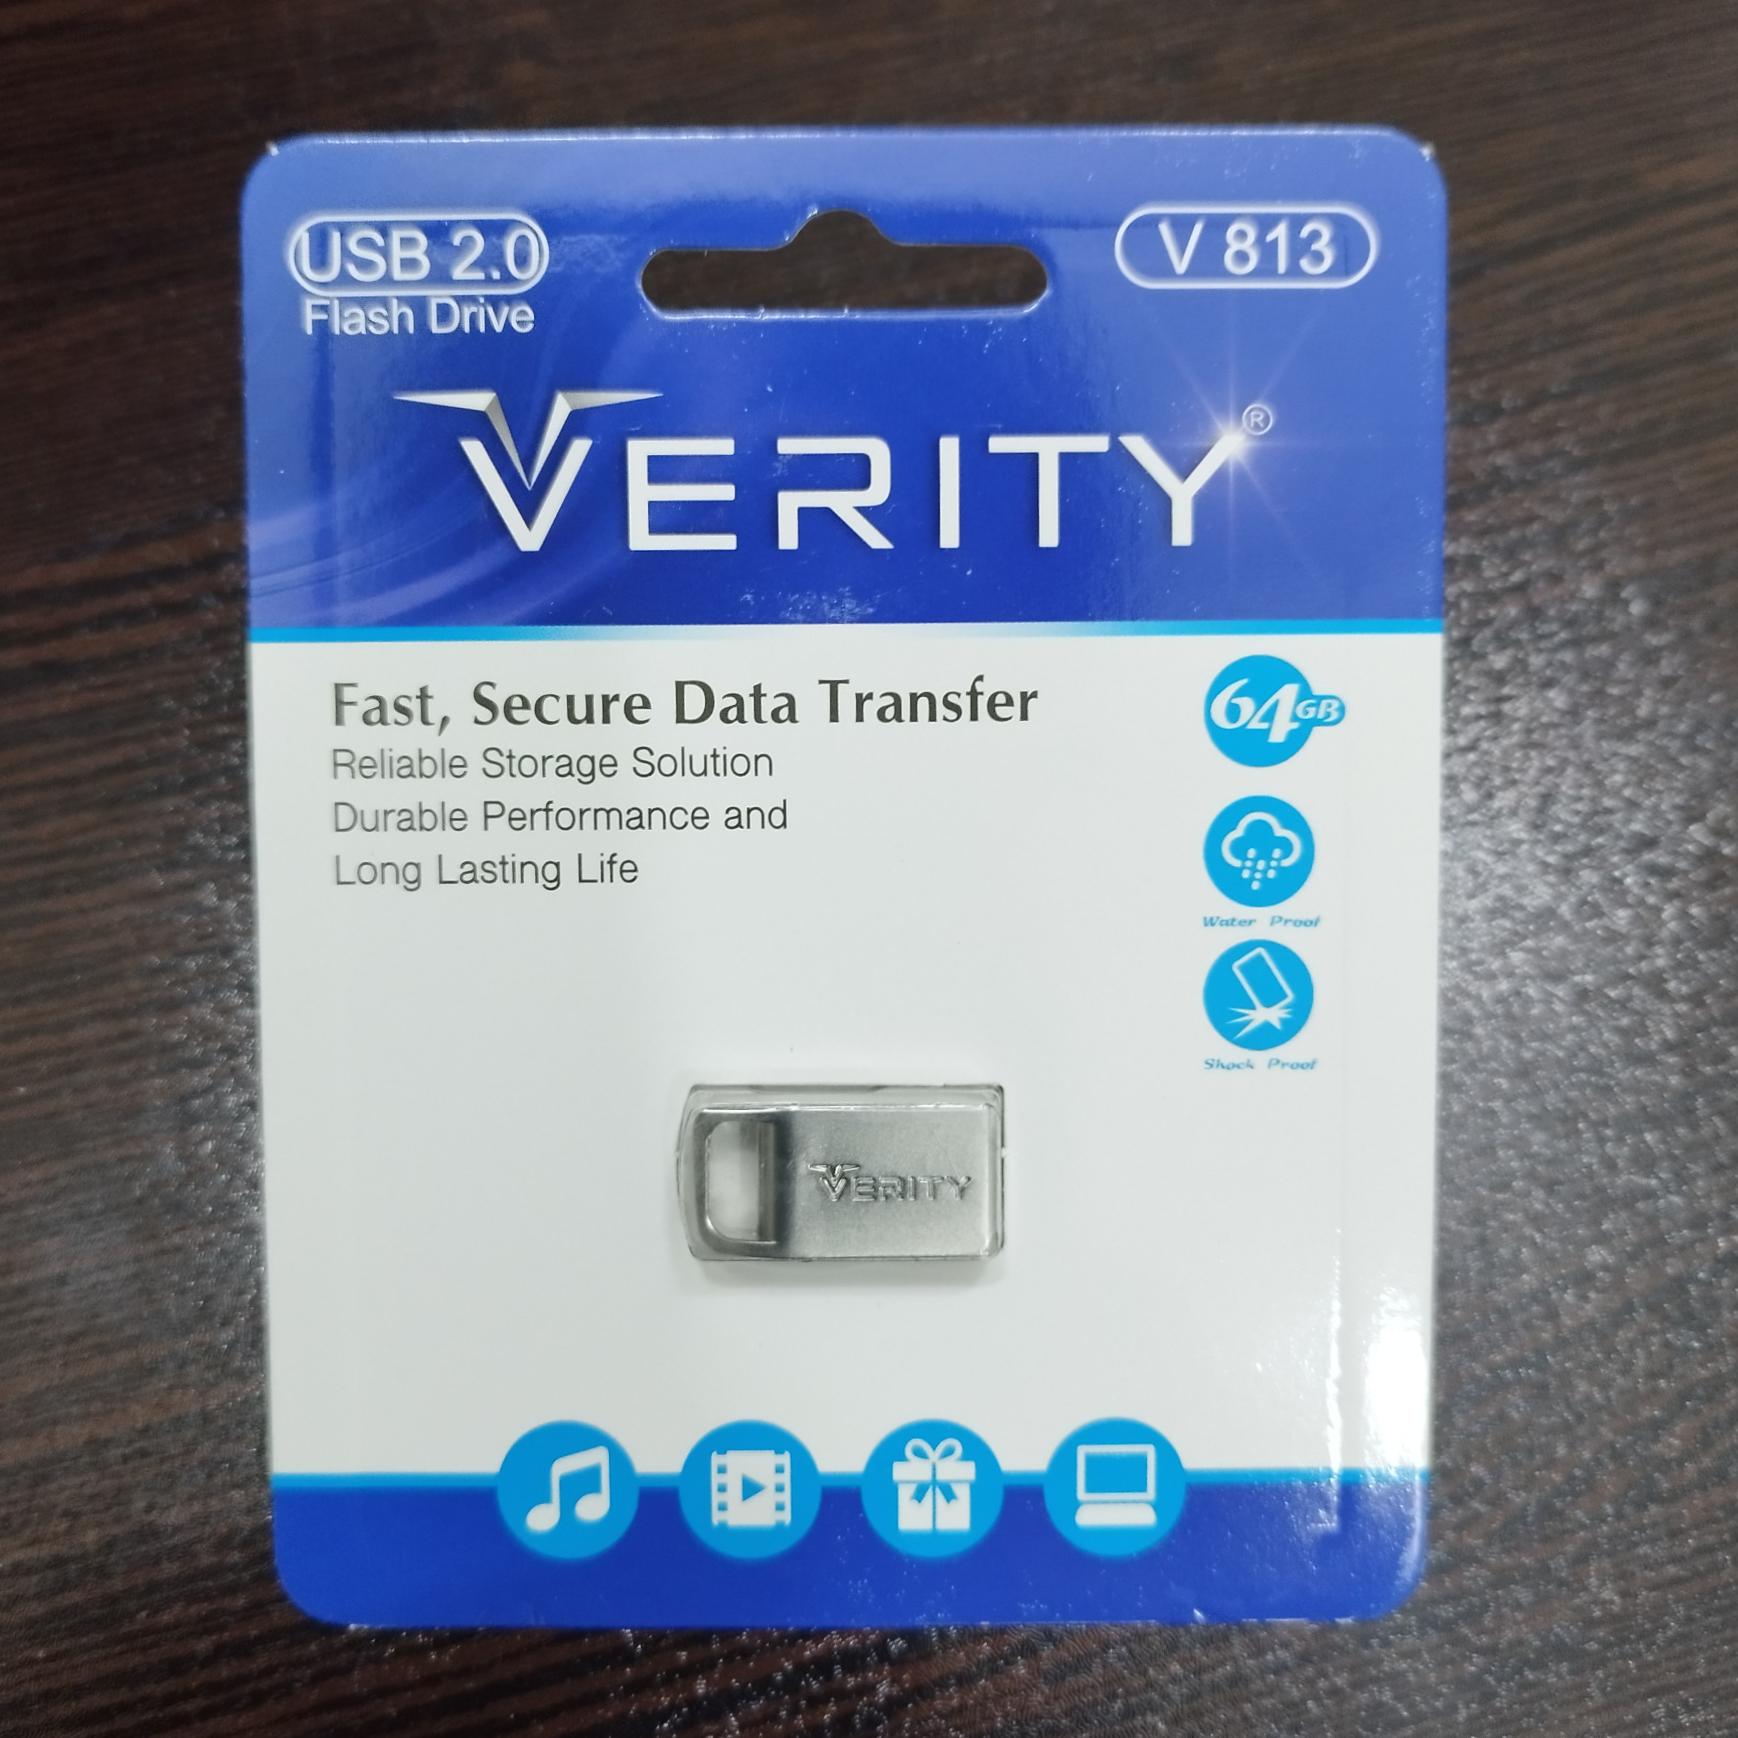 USB 2.0
Flash Drive
V 813
VERITY®
Fast, Secure Data Transfer
Reliable Storage Solution
Durable Performance and
Long Lasting Life
64GB
Water Proof
Shock Proof
VERITY